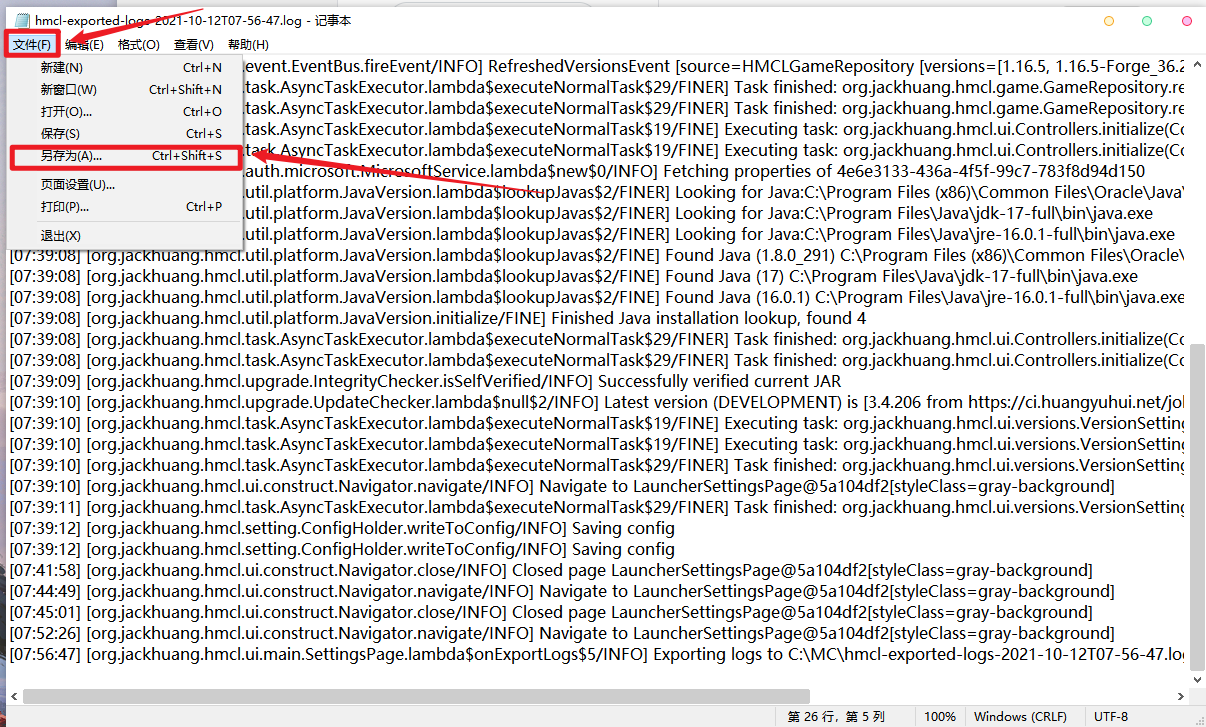 hmcl-exported-logs-2021-10-12T07-56-47.log - 记事本
文件(F) 编辑(E) 格式(O) 查看(V) 帮助(H)
新建(N) Ctrl+N
新窗口(W) Ctrl+Shift+N
打开(O)... Ctrl+O
保存(S) Ctrl+S
另存为(A)... Ctrl+Shift+S
页面设置(U)...
打印(P)... Ctrl+P
退出(X)
.event.EventBus.fireEvent/INFO] RefreshedVersionsEvent [source=HMCLGameRepository [versions=[1.16.5, 1.16.5-Forge_36.2
.task.AsyncTaskExecutor.lambda$executeNormalTask$29/FINER] Task finished: org.jackhuang.hmcl.game.GameRepository.re
.task.AsyncTaskExecutor.lambda$executeNormalTask$29/FINER] Task finished: org.jackhuang.hmcl.game.GameRepository.re
.task.AsyncTaskExecutor.lambda$executeNormalTask$19/FINE] Executing task: org.jackhuang.hmcl.ui.Controllers.initialize(Co
.task.AsyncTaskExecutor.lambda$executeNormalTask$19/FINE] Executing task: org.jackhuang.hmcl.ui.Controllers.initialize(Co
.auth.microsoft.MicrosoftService.lambda$new$0/INFO] Fetching properties of 4e6e3133-436a-4f5f-99c7-783f8d94d150
.util.platform.JavaVersion.lambda$lookupJavas$2/FINER] Looking for Java:C:\Program Files (x86)\Common Files\Oracle\Java\
.util.platform.JavaVersion.lambda$lookupJavas$2/FINER] Looking for Java:C:\Program Files\Java\jdk-17-full\bin\java.exe
.util.platform.JavaVersion.lambda$lookupJavas$2/FINER] Looking for Java:C:\Program Files\Java\jre-16.0.1-full\bin\java.exe
[07:39:08] [org.jackhuang.hmcl.util.platform.JavaVersion.lambda$lookupJavas$2/FINE] Found Java (1.8.0_291) C:\Program Files (x86)\Common Files\Oracle\
[07:39:08] [org.jackhuang.hmcl.util.platform.JavaVersion.lambda$lookupJavas$2/FINE] Found Java (17) C:\Program Files\Java\jdk-17-full\bin\java.exe
[07:39:08] [org.jackhuang.hmcl.util.platform.JavaVersion.lambda$lookupJavas$2/FINE] Found Java (16.0.1) C:\Program Files\Java\jre-16.0.1-full\bin\java.exe
[07:39:08] [org.jackhuang.hmcl.util.platform.JavaVersion.initialize/FINE] Finished Java installation lookup, found 4
[07:39:08] [org.jackhuang.hmcl.task.AsyncTaskExecutor.lambda$executeNormalTask$29/FINER] Task finished: org.jackhuang.hmcl.ui.Controllers.initialize(Co
[07:39:08] [org.jackhuang.hmcl.task.AsyncTaskExecutor.lambda$executeNormalTask$29/FINER] Task finished: org.jackhuang.hmcl.ui.Controllers.initialize(Co
[07:39:09] [org.jackhuang.hmcl.upgrade.IntegrityChecker.isSelfVerified/INFO] Successfully verified current JAR
[07:39:10] [org.jackhuang.hmcl.upgrade.UpdateChecker.lambda$null$2/INFO] Latest version (DEVELOPMENT) is [3.4.206 from https://ci.huangyuhui.net/jo
[07:39:10] [org.jackhuang.hmcl.task.AsyncTaskExecutor.lambda$executeNormalTask$19/FINE] Executing task: org.jackhuang.hmcl.ui.versions.VersionSetting
[07:39:10] [org.jackhuang.hmcl.task.AsyncTaskExecutor.lambda$executeNormalTask$19/FINE] Executing task: org.jackhuang.hmcl.ui.versions.VersionSetting
[07:39:10] [org.jackhuang.hmcl.task.AsyncTaskExecutor.lambda$executeNormalTask$29/FINER] Task finished: org.jackhuang.hmcl.ui.versions.VersionSetting
[07:39:10] [org.jackhuang.hmcl.ui.construct.Navigator.navigate/INFO] Navigate to LauncherSettingsPage@5a104df2[styleClass=gray-background]
[07:39:11] [org.jackhuang.hmcl.task.AsyncTaskExecutor.lambda$executeNormalTask$29/FINER] Task finished: org.jackhuang.hmcl.ui.versions.VersionSetting
[07:39:12] [org.jackhuang.hmcl.setting.ConfigHolder.writeToConfig/INFO] Saving config
[07:39:12] [org.jackhuang.hmcl.setting.ConfigHolder.writeToConfig/INFO] Saving config
[07:41:58] [org.jackhuang.hmcl.ui.construct.Navigator.close/INFO] Closed page LauncherSettingsPage@5a104df2[styleClass=gray-background]
[07:44:49] [org.jackhuang.hmcl.ui.construct.Navigator.navigate/INFO] Navigate to LauncherSettingsPage@5a104df2[styleClass=gray-background]
[07:45:01] [org.jackhuang.hmcl.ui.construct.Navigator.close/INFO] Closed page LauncherSettingsPage@5a104df2[styleClass=gray-background]
[07:52:26] [org.jackhuang.hmcl.ui.construct.Navigator.navigate/INFO] Navigate to LauncherSettingsPage@5a104df2[styleClass=gray-background]
[07:56:47] [org.jackhuang.hmcl.ui.main.SettingsPage.lambda$onExportLogs$5/INFO] Exporting logs to C:\MC\hmcl-exported-logs-2021-10-12T07-56-47.log
第 26 行，第 5 列 100% Windows (CRLF) UTF-8